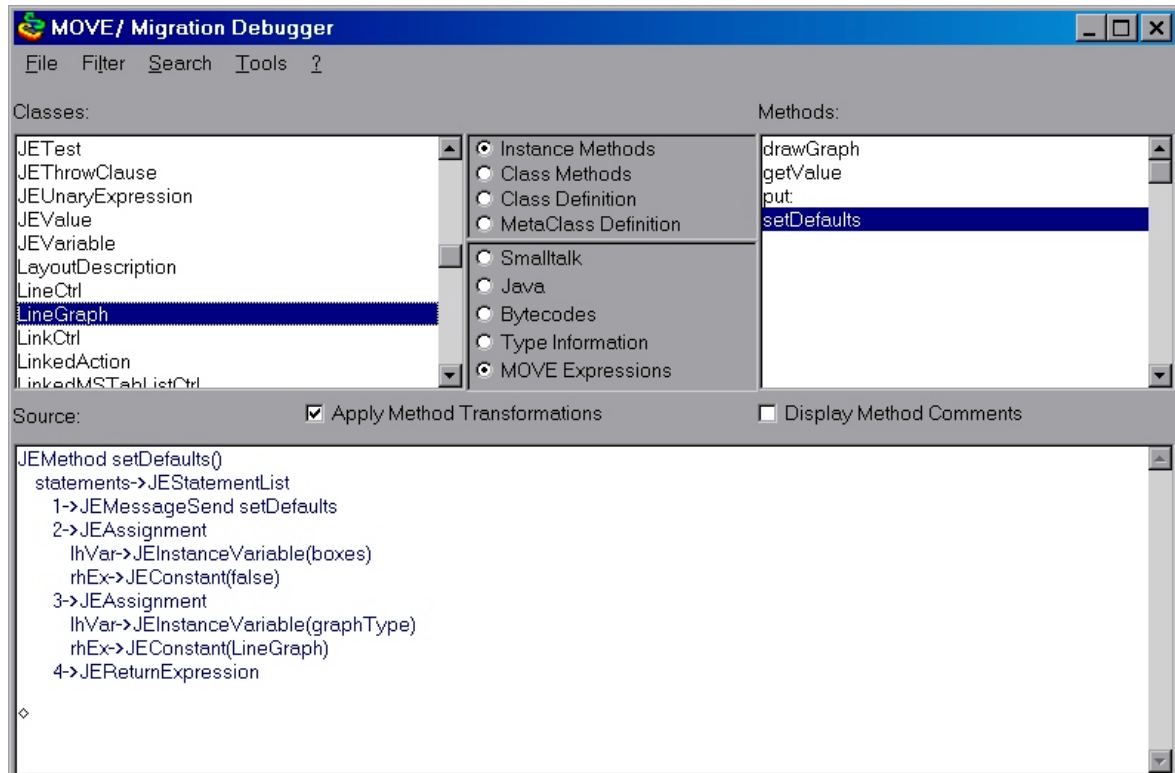 MOVE/ Migration Debugger
File Filter Search Tools ?
Classes:
Methods:
JETest
JEThrowClause
JEUnaryExpression
JEValue
JEVariable
LayoutDescription
LineCtrl
LineGraph
LinkCtrl
LinkedAction
LinkedMSTabListCtrl
Instance Methods
Class Methods
Class Definition
MetaClass Definition
Smalltalk
Java
Bytecodes
Type Information
MOVE Expressions
drawGraph
getValue
put:
setDefaults
Source:
Apply Method Transformations
Display Method Comments
JEMethod setDefaults()
statements->JEStatementList
1->JEMessageSend setDefaults
2->JEAssignment
lhVar->JEInstanceVariable(boxes)
rhEx->JEConstant(false)
3->JEAssignment
lhVar->JEInstanceVariable(graphType)
rhEx->JEConstant(LineGraph)
4->JEReturnExpression